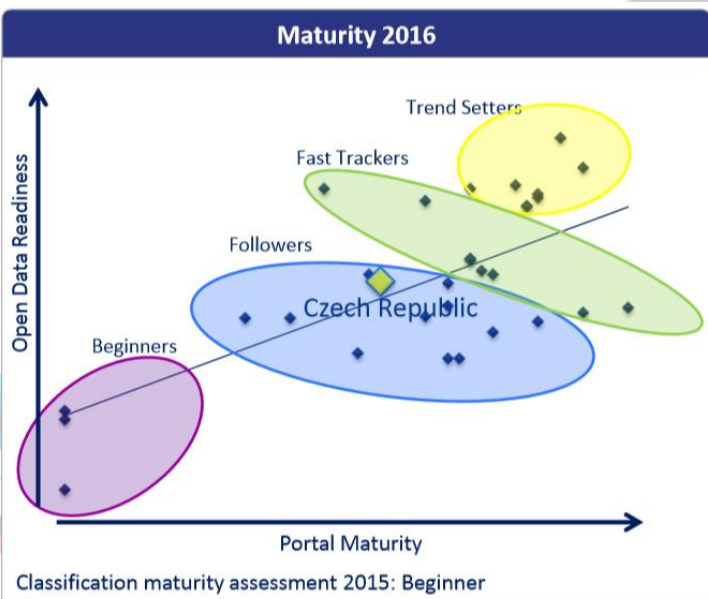 Maturity 2016
Trend Setters
Fast Trackers
Followers
Czech Republic
Beginners
Open Data Readiness
Portal Maturity
Classification maturity assessment 2015: Beginner